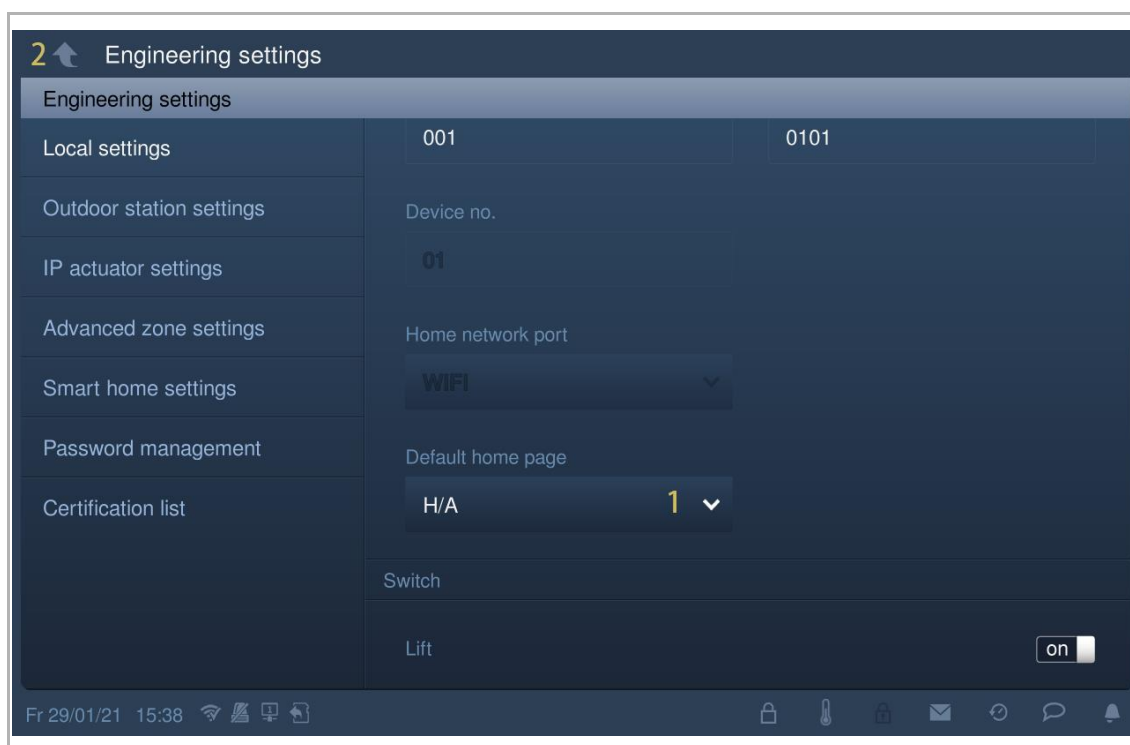 2 Engineering settings
Engineering settings
Local settings
Outdoor station settings
IP actuator settings
Advanced zone settings
Smart home settings
Password management
Certification list
001 0101
Device no.
01
Home network port
WIFI
Default home page
H/A 1
Switch
Lift on
Fr 29/01/21 15:38